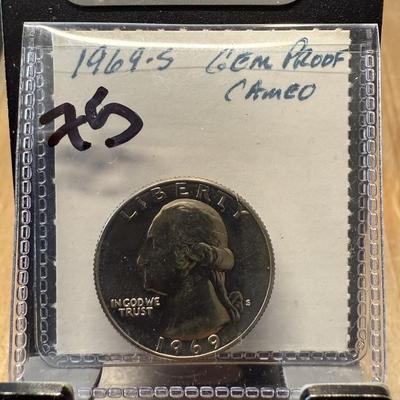 1969-S GEM PROOF
CAMEO
75
LIBERTY
IN GOD WE
TRUST
S
1969